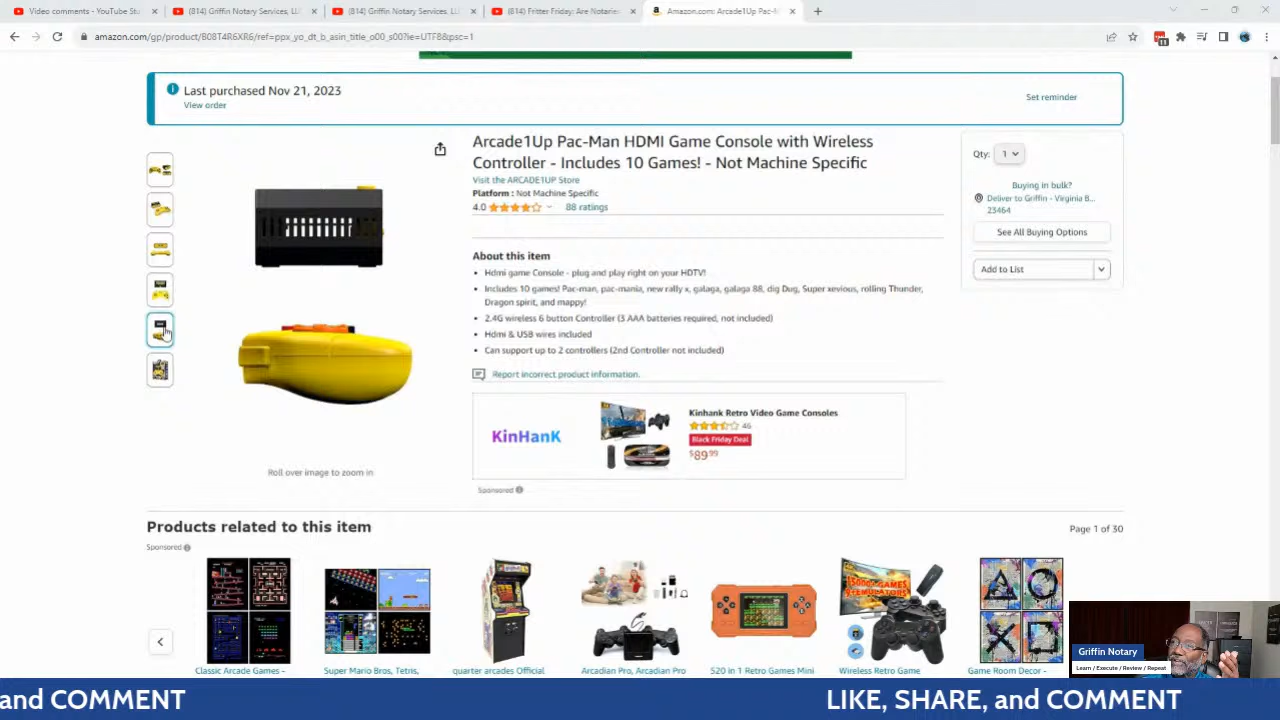 Video comments - YouTube Stu
(814) Griffin Notary Services, LL
(814) Griffin Notary Services, LL
(814) Fritter Friday: Are Notaries
Amazon.com: Arcade1Up Pac-M
amazon.com/gp/product/B08T4R6XR6/ref=ppx_yo_dt_b_asin_title_o00_s00?ie=UTF8&psc=1
11
Last purchased Nov 21, 2023
View order
Set reminder
Arcade1Up Pac-Man HDMI Game Console with Wireless
Controller - Includes 10 Games! - Not Machine Specific
Visit the ARCADE1UP Store
Platform : Not Machine Specific
4.0
88 ratings
Qty: 1
Buying in bulk?
Deliver to Griffin - Virginia B...
23464
See All Buying Options
Add to List
About this item
• Hdmi game Console - plug and play right on your HDTV!
• Includes 10 games! Pac-man, pac-mania, new rally x, galaga, galaga 88, dig Dug, Super xevious, rolling Thunder,
Dragon spirit, and mappy!
• 2.4G wireless 6 button Controller (3 AAA batteries required, not included)
• Hdmi & USB wires included
• Can support up to 2 controllers (2nd Controller not included)
Report incorrect product information.
KinHanK
Kinhank Retro Video Game Consoles
46
Black Friday Deal
$89.99
Roll over image to zoom in
Sponsored
Products related to this item
Page 1 of 30
Sponsored
Classic Arcade Games -
Super Mario Bros, Tetris,
quarter arcades Official
Arcadian Pro, Arcadian Pro
520 in 1 Retro Games Mini
Wireless Retro Game
Game Room Decor -
Griffin Notary
Learn / Execute / Review / Repeat
and COMMENT
LIKE, SHARE, and COMMENT